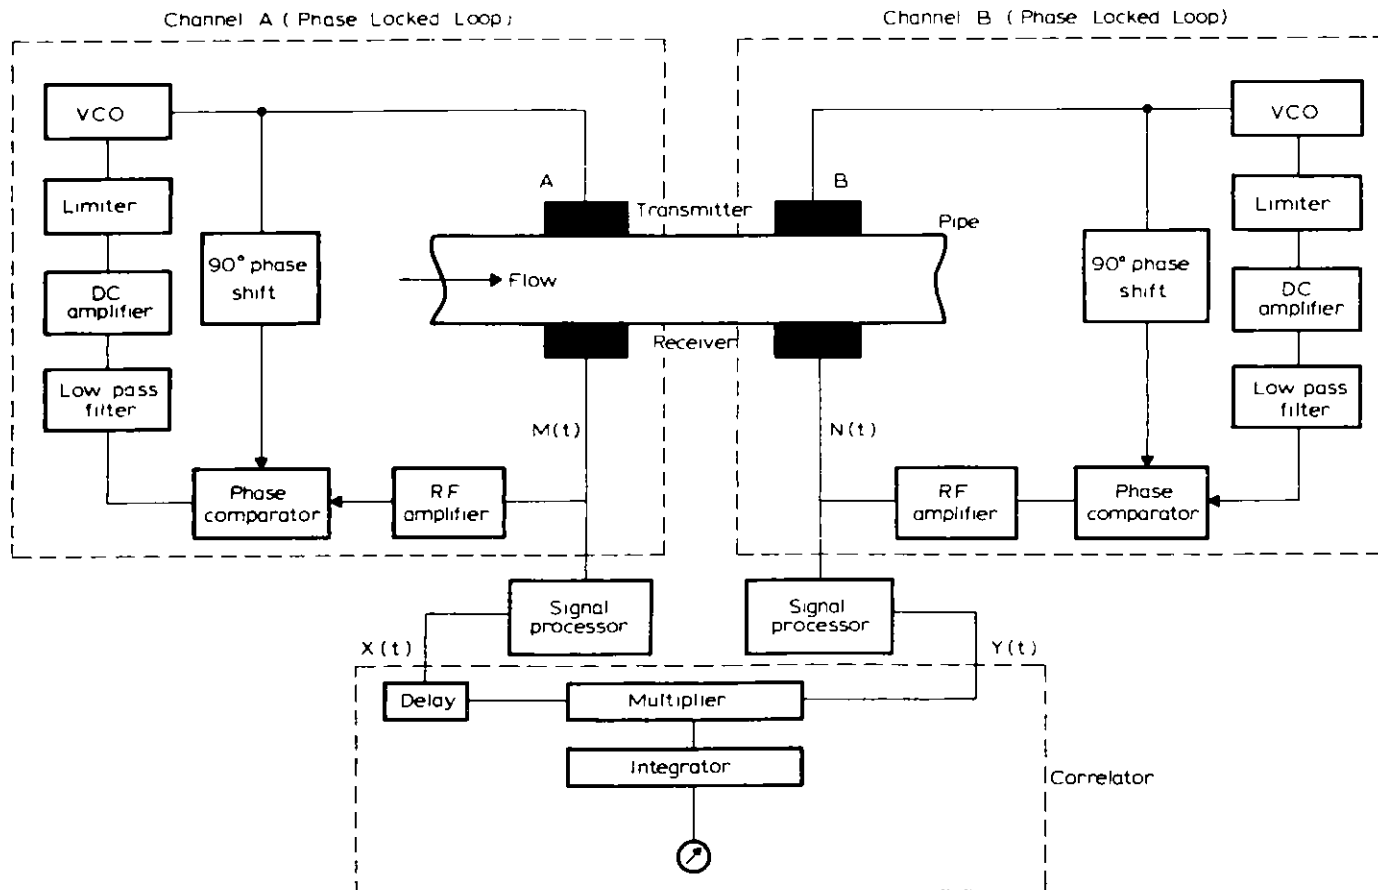 Channel A ( Phase Locked Loop)
Channel B ( Phase Locked Loop)
VCO
Limiter
DC
amplifier
Low pass
filter
90° phase
shift
Phase
comparator
RF
amplifier
A
Transmitter
B
Pipe
Flow
Receiver
M(t)
N(t)
VCO
Limiter
DC
amplifier
Low pass
filter
90° phase
shift
RF
amplifier
Phase
comparator
Signal
processor
Signal
processor
X(t)
Y(t)
Delay
Multiplier
Integrator
Correlator